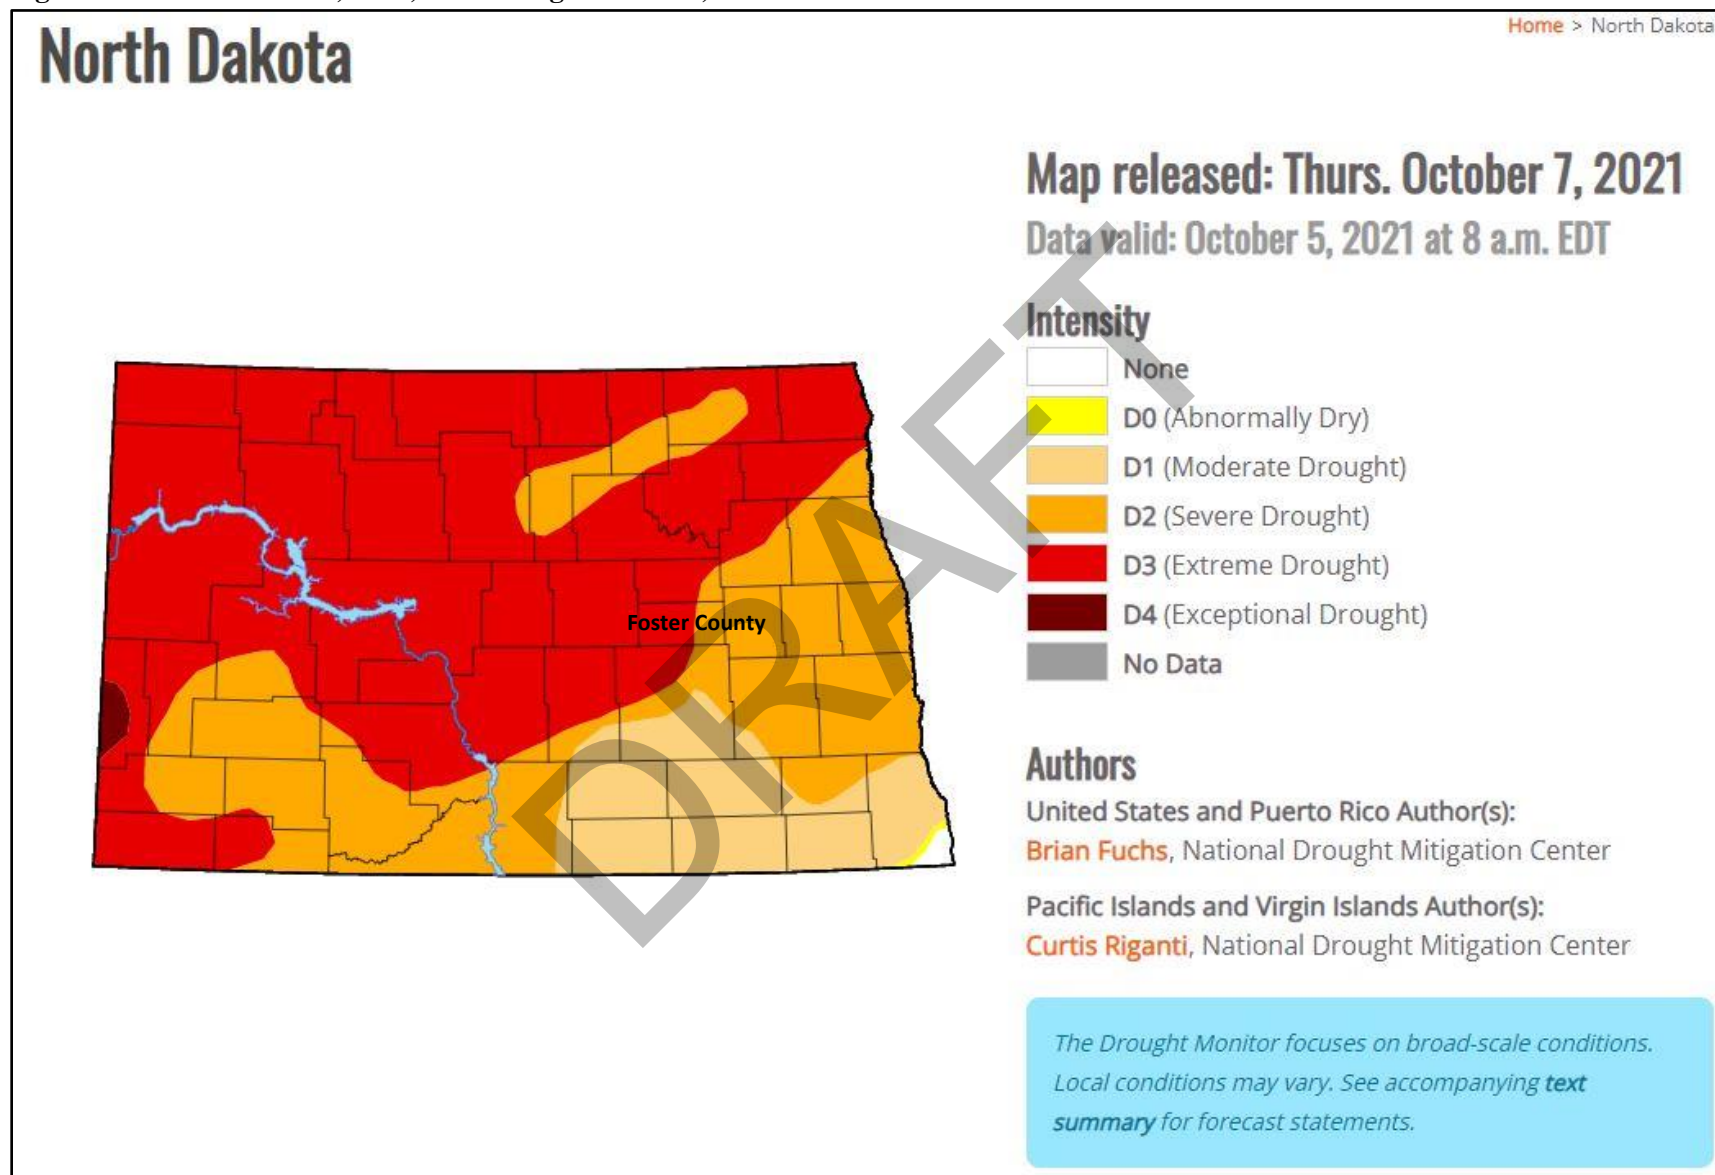 Home > North Dakota
North Dakota
Map released: Thurs. October 7, 2021
Data valid: October 5, 2021 at 8 a.m. EDT
Intensity
None
D0 (Abnormally Dry)
D1 (Moderate Drought)
D2 (Severe Drought)
D3 (Extreme Drought)
D4 (Exceptional Drought)
No Data
Foster County
DRAFT
Authors
United States and Puerto Rico Author(s):
Brian Fuchs, National Drought Mitigation Center
Pacific Islands and Virgin Islands Author(s):
Curtis Riganti, National Drought Mitigation Center
The Drought Monitor focuses on broad-scale conditions.
Local conditions may vary. See accompanying text
summary for forecast statements.